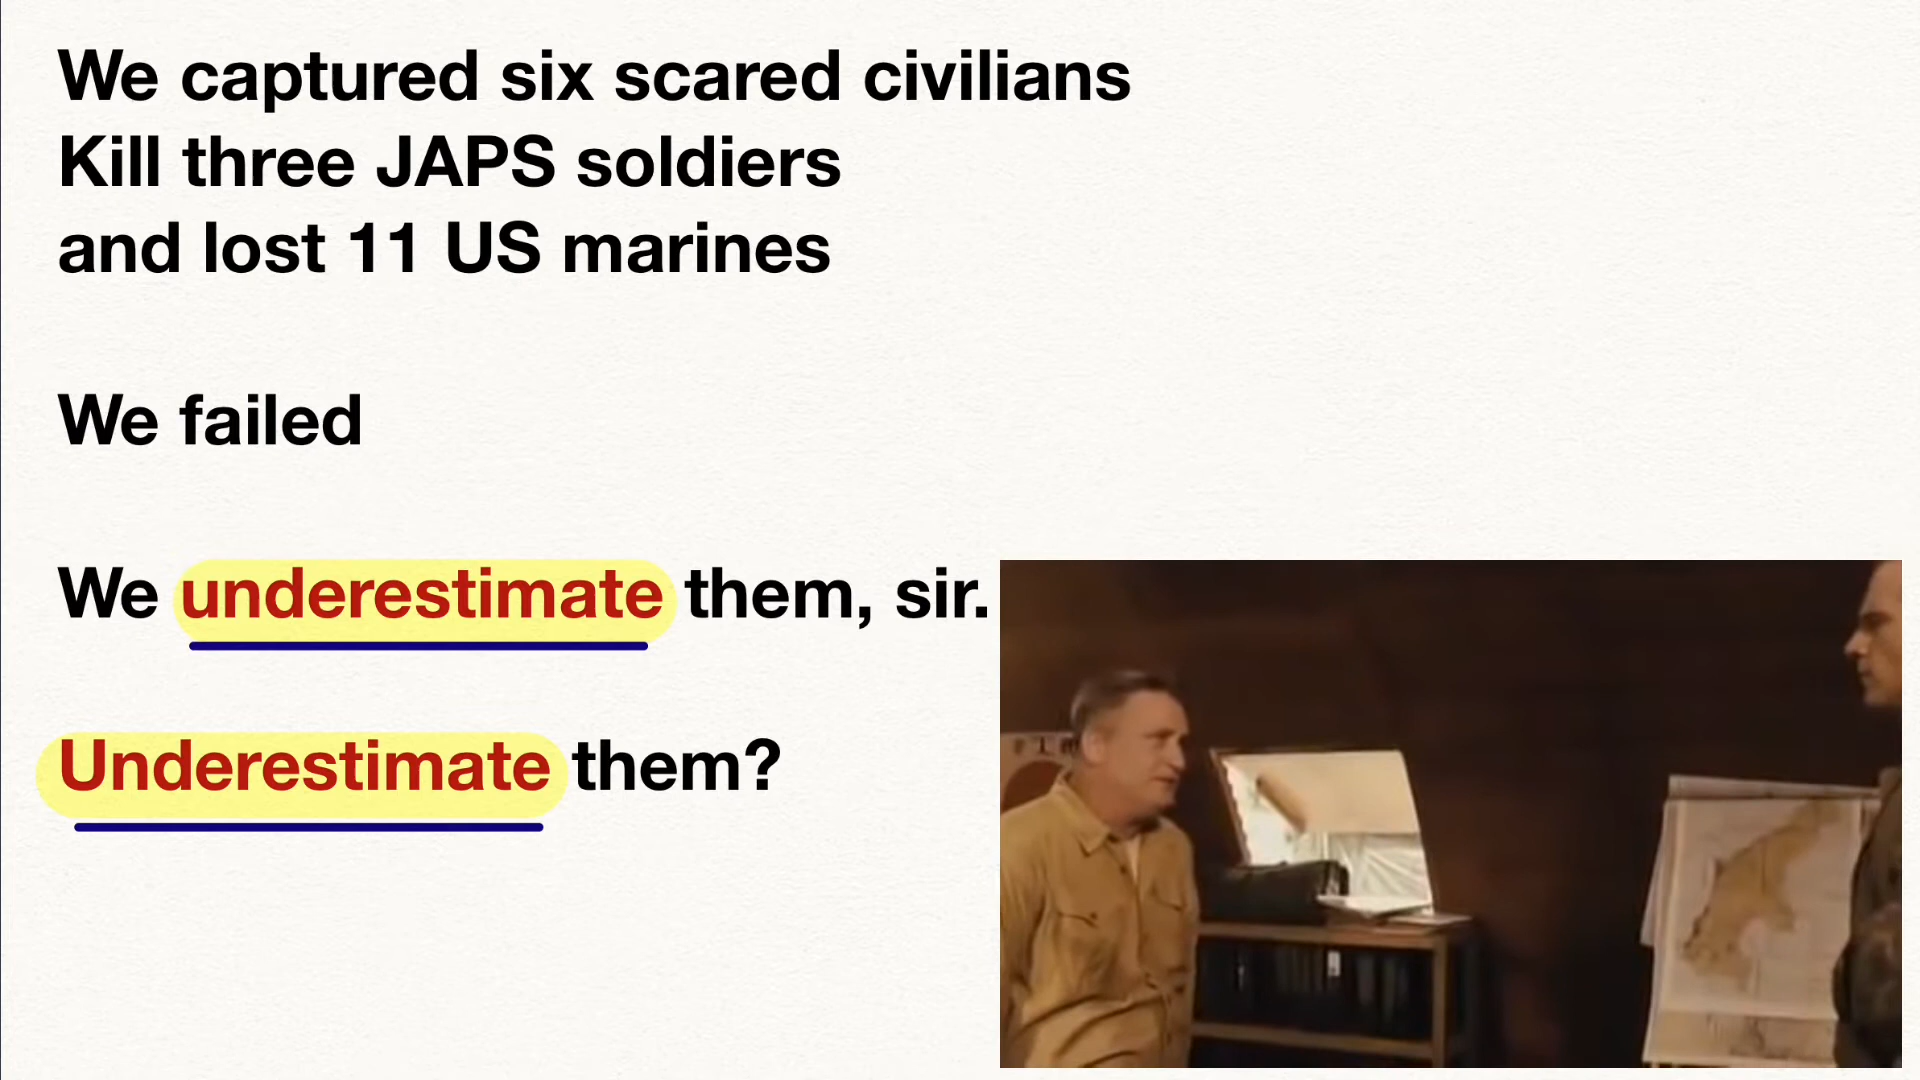 We captured six scared civilians
Kill three JAPS soldiers
and lost 11 US marines
We failed
We underestimate them, sir.
Underestimate them?